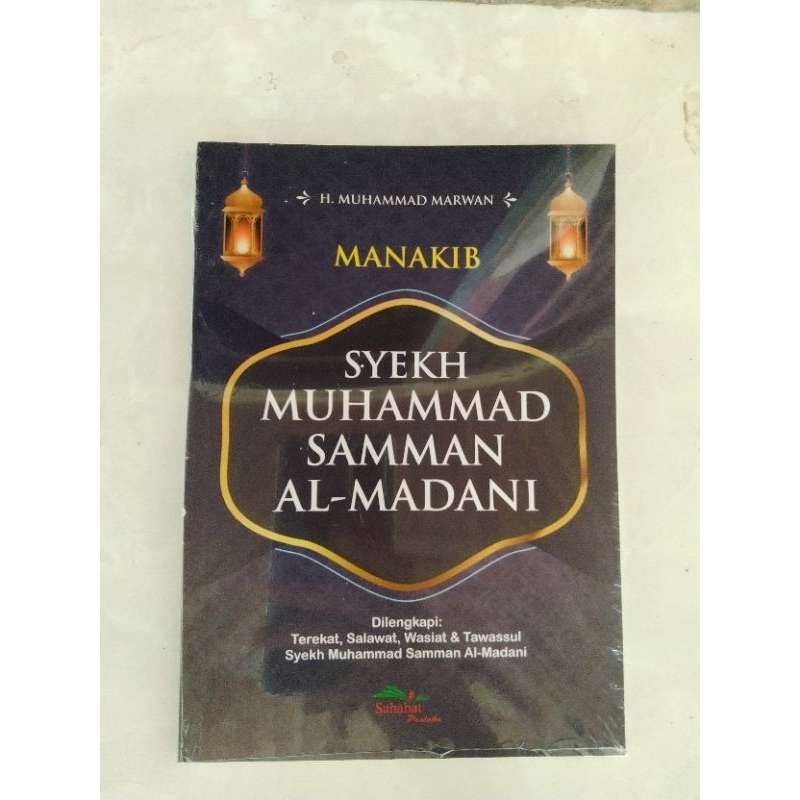 H. MUHAMMAD MARWAN
MANAKIB
SYEKH
MUHAMMAD
SAMMAN
AL-MADANI
Dilengkapi:
Terekat, Salawat, Wasiat & Tawassul
Syekh Muhammad Samman Al-Madani
Sahabat
Pustaka